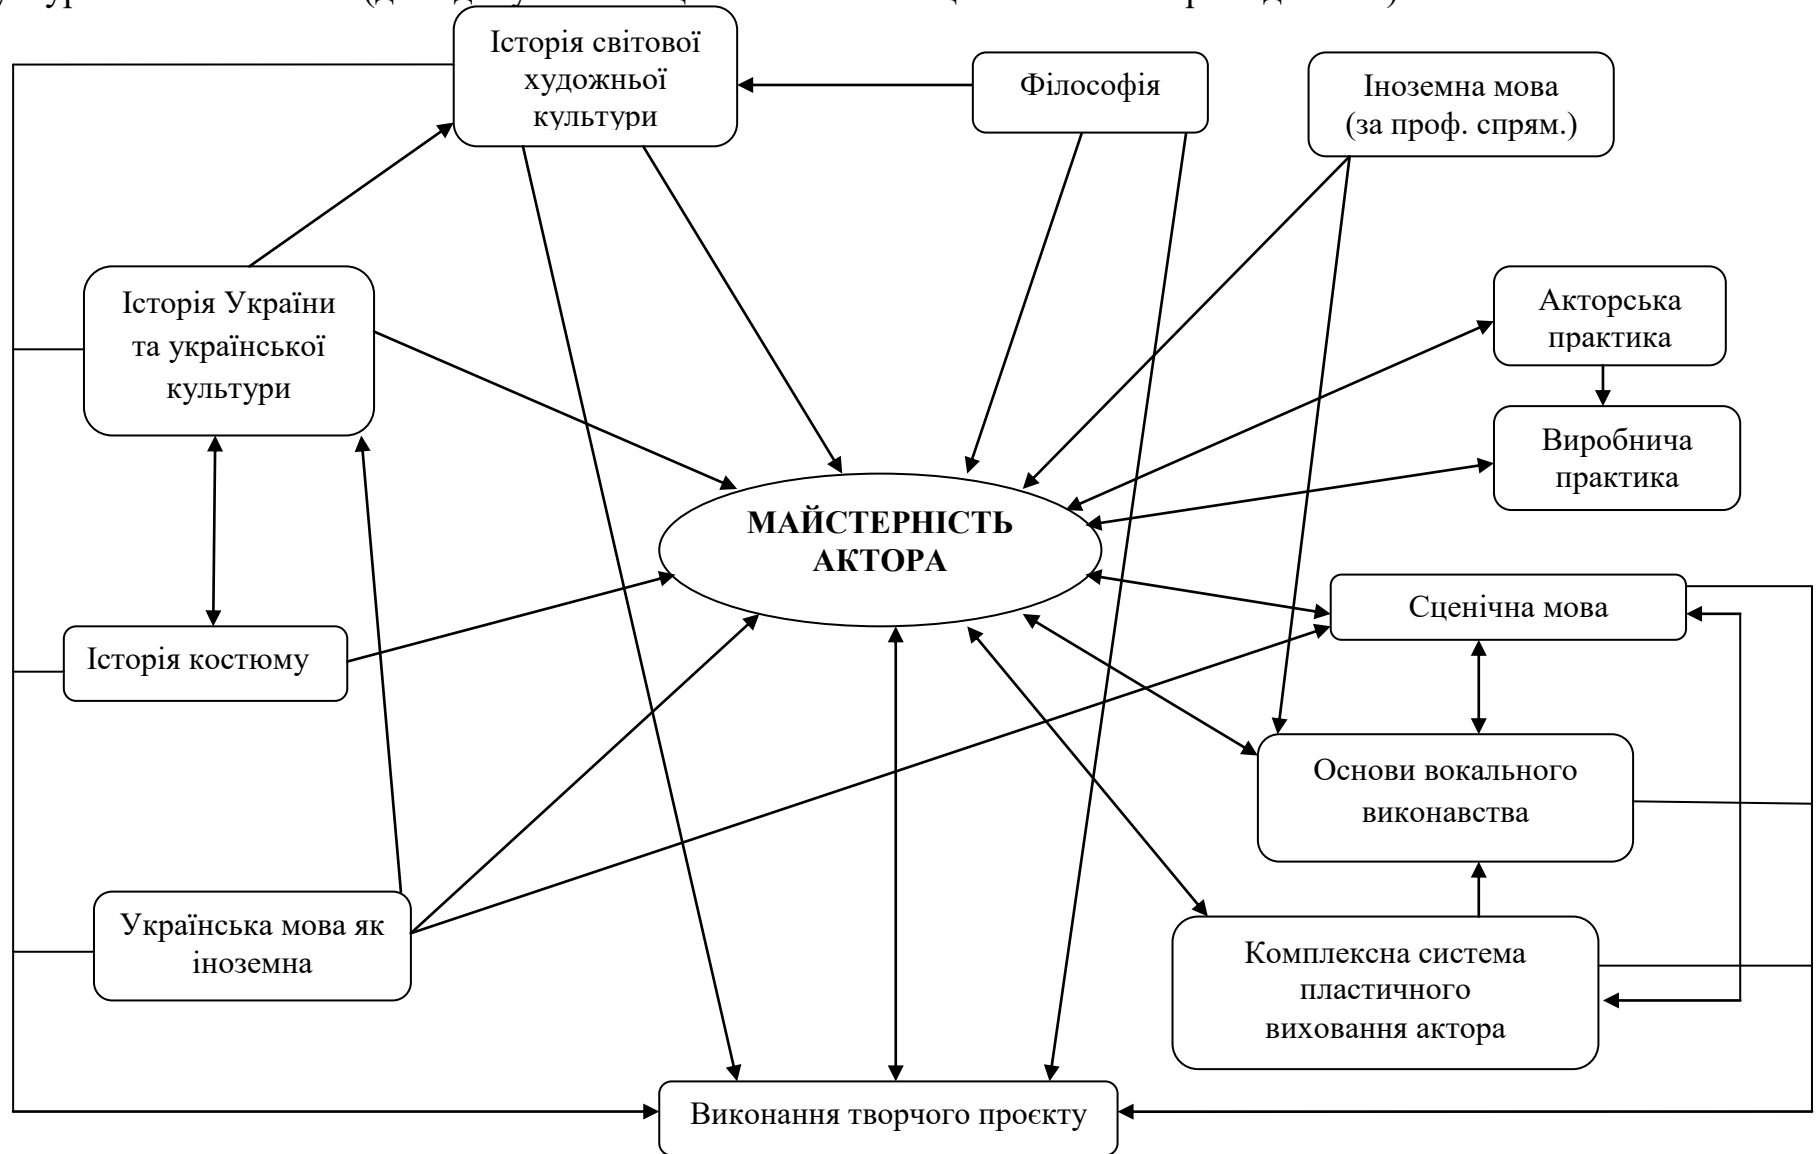 Історія світової
художньої
культури
Філософія
Іноземна мова
(за проф. спрям.)
Історія України
та української
культури
Акторська
практика
Виробнича
практика
МАЙСТЕРНІСТЬ
АКТОРА
Сценічна мова
Історія костюму
Основи вокального
виконавства
Українська мова як
іноземна
Комплексна система
пластичного
виховання актора
Виконання творчого проєкту